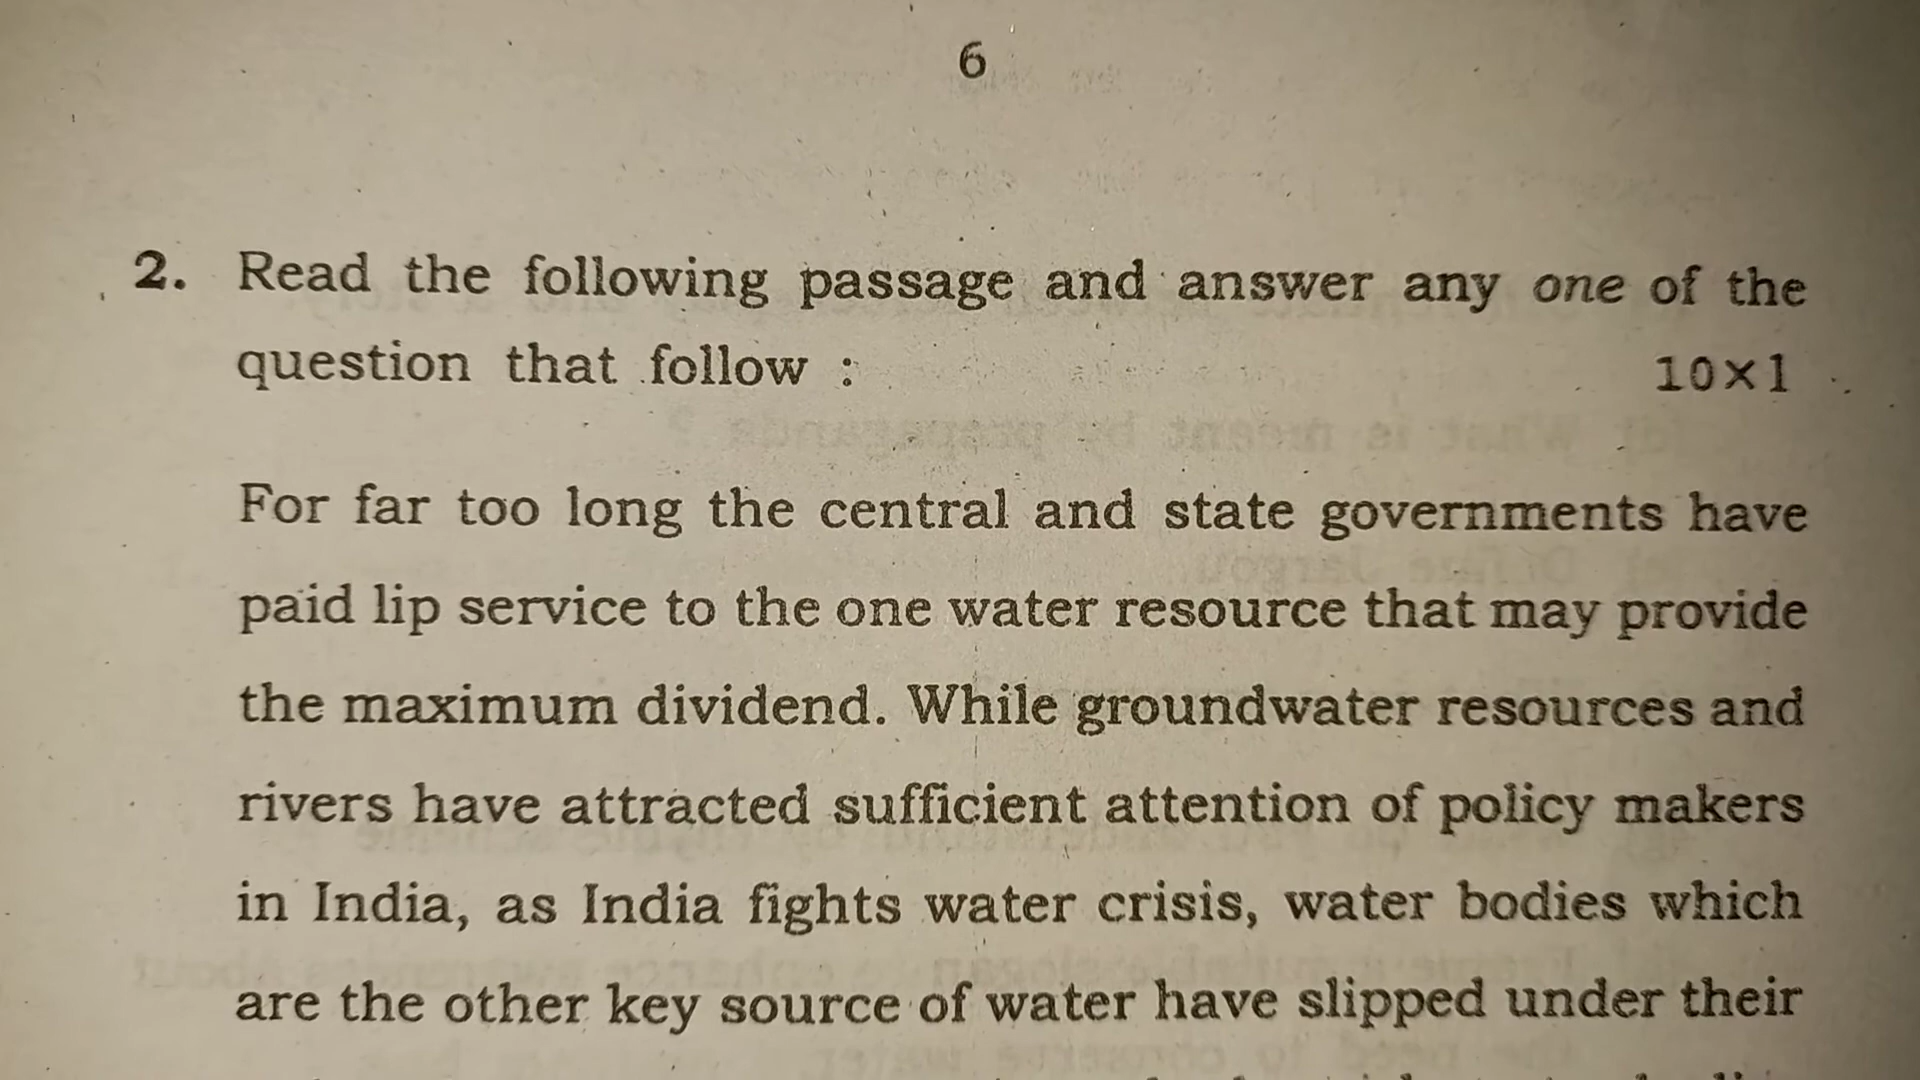 6
2. Read the following passage and answer any one of the
question that follow : 10×1
For far too long the central and state governments have
paid lip service to the one water resource that may provide
the maximum dividend. While groundwater resources and
rivers have attracted sufficient attention of policy makers
in India, as India fights water crisis, water bodies which
are the other key source of water have slipped under their